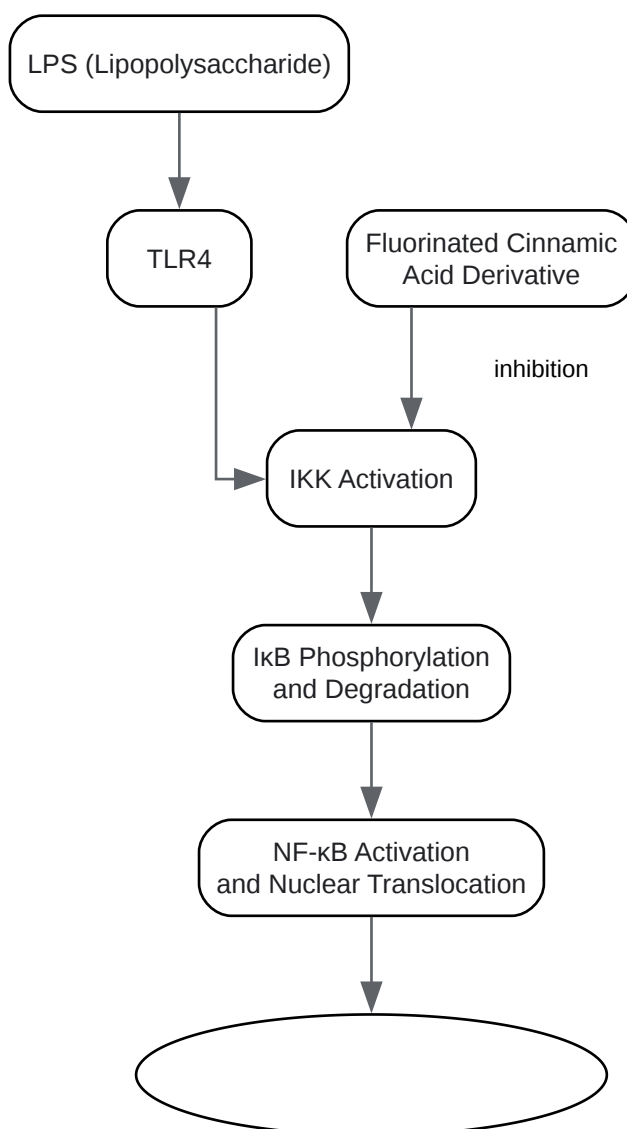 LPS (Lipopolysaccharide)
TLR4
Fluorinated Cinnamic
Acid Derivative
inhibition
IKK Activation
IκB Phosphorylation
and Degradation
NF-κB Activation
and Nuclear Translocation